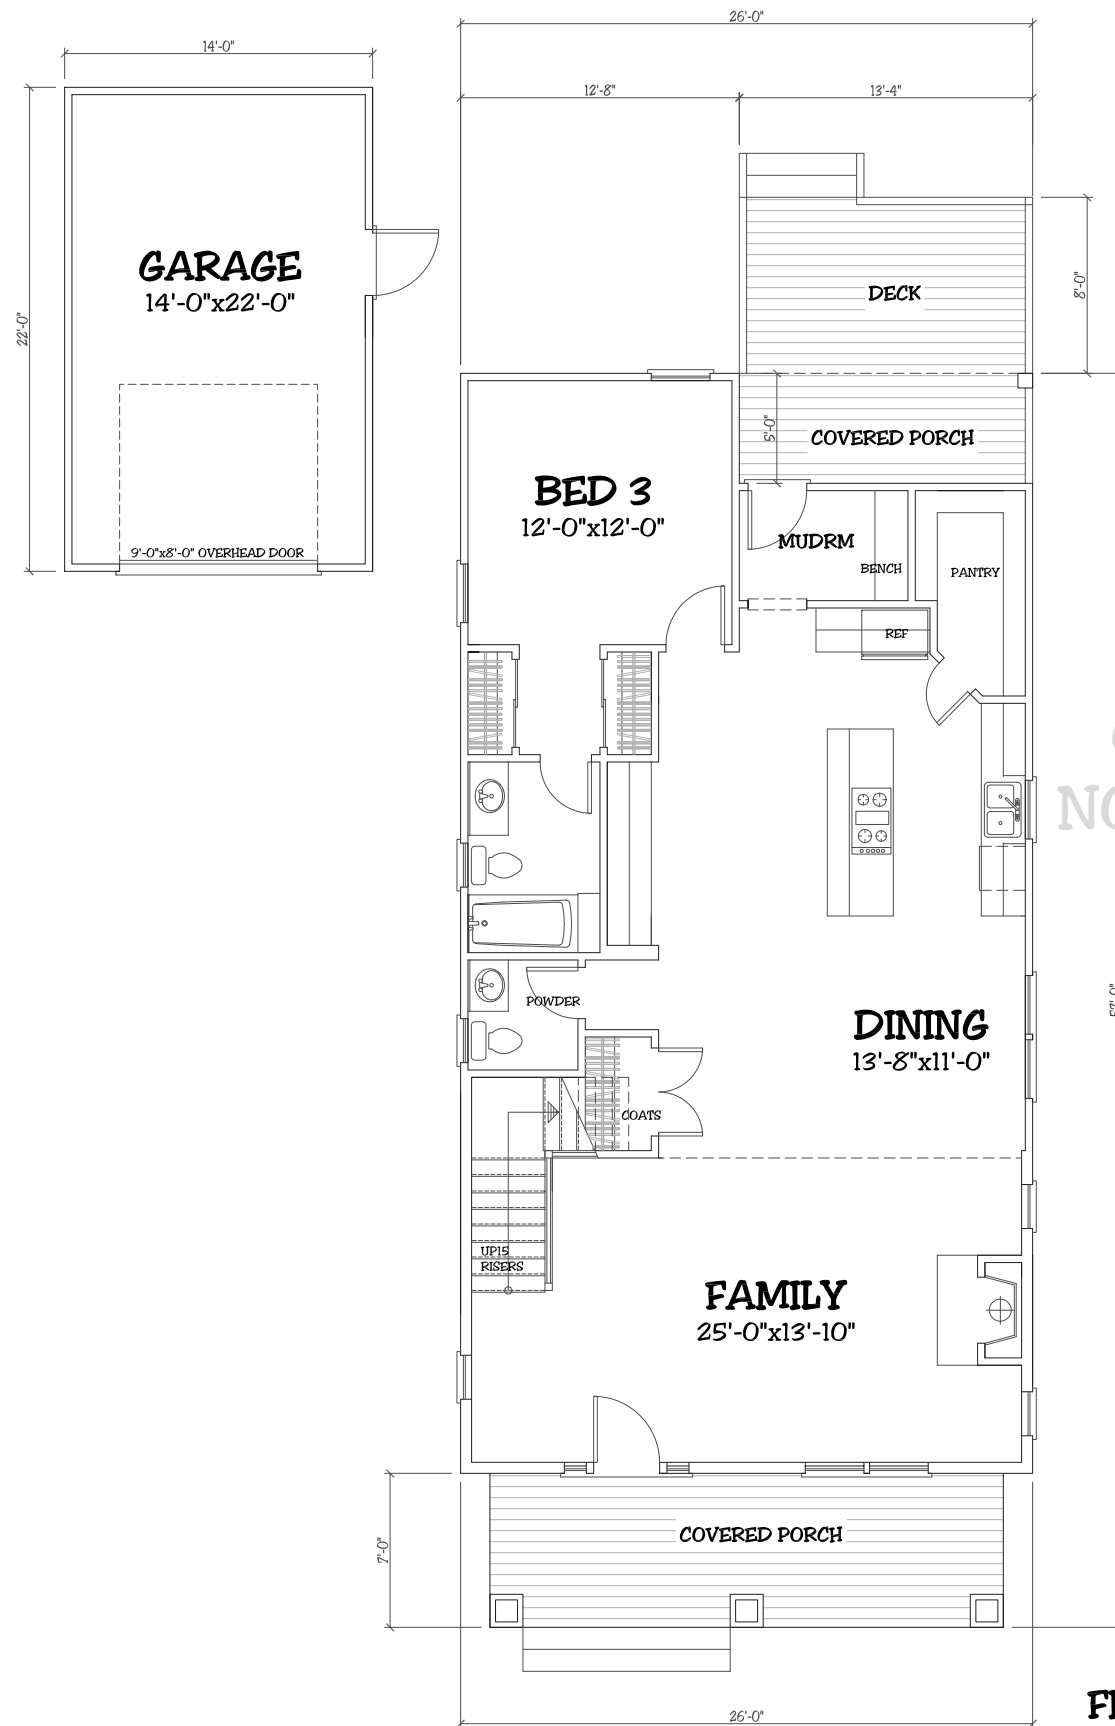 26'-0"
14'-0"
12'-8"
13'-4"
GARAGE
14'-0"x22'-0"
22'-0"
9'-0"x8'-0" OVERHEAD DOOR
DECK
8'-0"
5'-0"
COVERED PORCH
BED 3
12'-0"x12'-0"
MUDRM
BENCH
PANTRY
REF
NO
POWDER
DINING
13'-8"x11'-0"
COATS
UP15
RISERS
FAMILY
25'-0"x13'-10"
COVERED PORCH
7'-0"
26'-0"